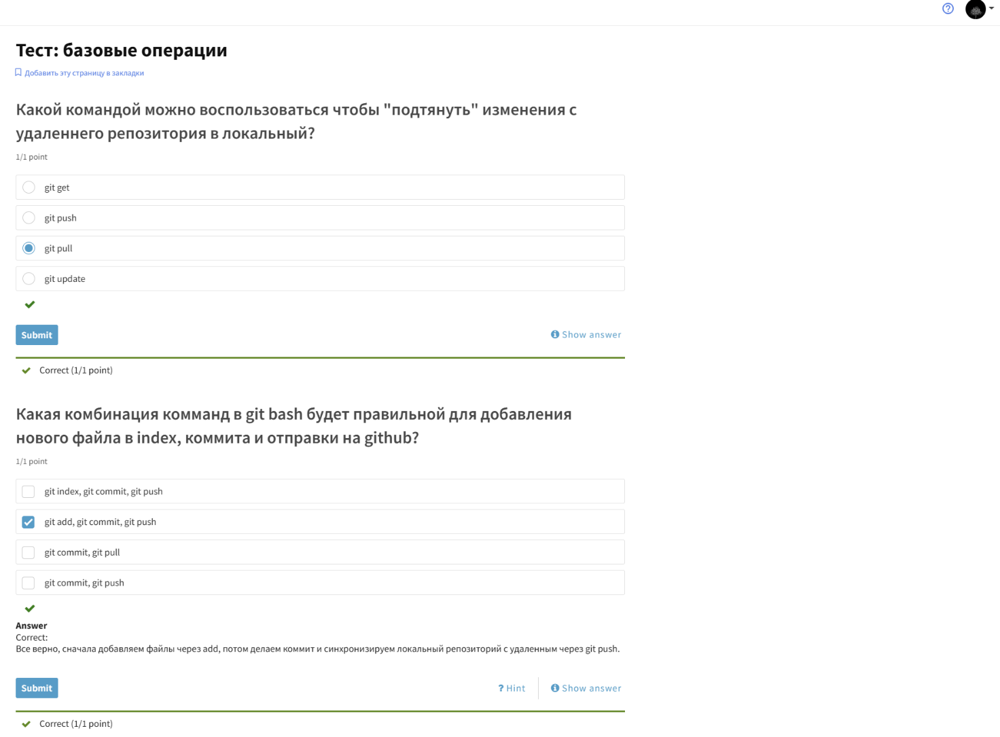 Тест: базовые операции
Добавить эту страницу в закладки
Какой командой можно воспользоваться чтобы "подтянуть" изменения с
удаленнего репозитория в локальный?
1/1 point
git get
git push
git pull
git update
Submit
Show answer
Correct (1/1 point)
Какая комбинация комманд в git bash будет правильной для добавления
нового файла в index, коммита и отправки на github?
1/1 point
git index, git commit, git push
git add, git commit, git push
git commit, git pull
git commit, git push
Answer
Correct:
Все верно, сначала добавляем файлы через add, потом делаем коммит и синхронизируем локальный репозиторий с удаленным через git push.
Submit
? Hint
Show answer
Correct (1/1 point)